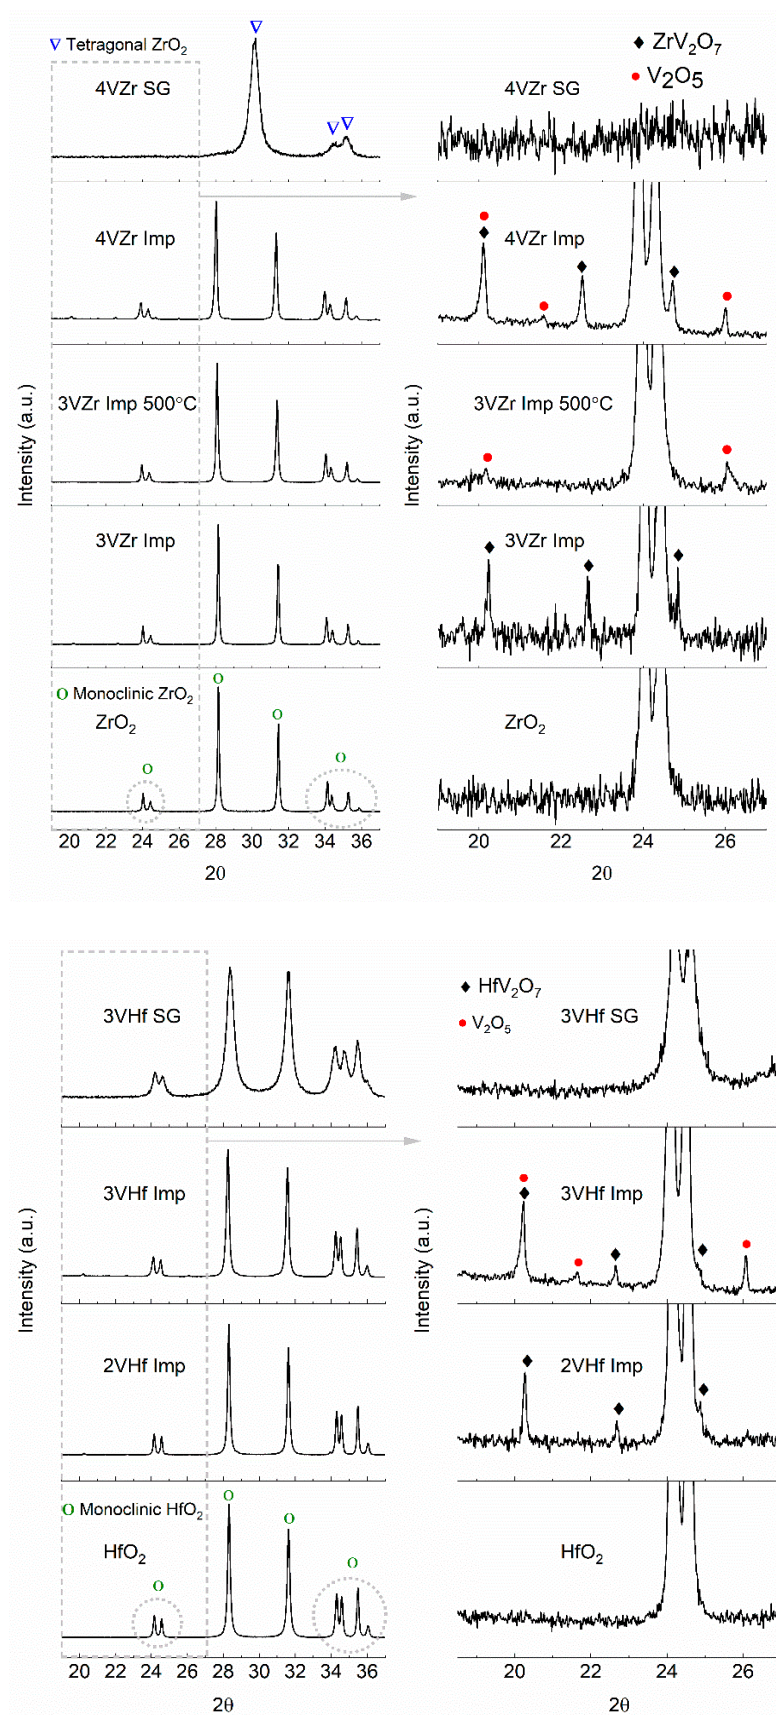 ∇ Tetragonal ZrO2
4VZr SG
4VZr Imp
3VZr Imp 500°C
3VZr Imp
o Monoclinic ZrO2
ZrO2
Intensity (a.u.)
20 22 24 26 28 30 32 34 36
2θ
◆ ZrV2O7
● V2O5
4VZr SG
4VZr Imp
3VZr Imp 500°C
3VZr Imp
ZrO2
Intensity (a.u.)
20 22 24 26
2θ
3VHf SG
3VHf Imp
2VHf Imp
o Monoclinic HfO2
HfO2
Intensity (a.u.)
20 22 24 26 28 30 32 34 36
2θ
◆ HfV2O7
● V2O5
3VHf SG
3VHf Imp
2VHf Imp
HfO2
Intensity (a.u.)
20 22 24 26
2θ